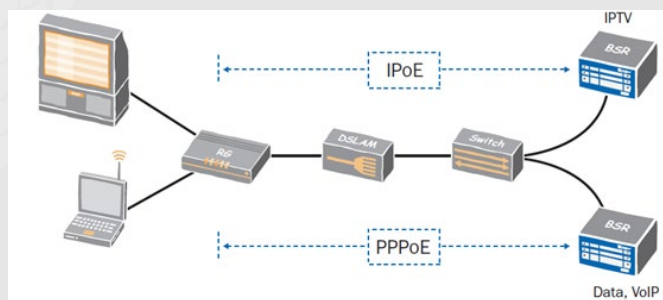 IPTV
BSR
IPoE
RG
DSLAM
Switch
PPPoE
BSR
Data, VoIP